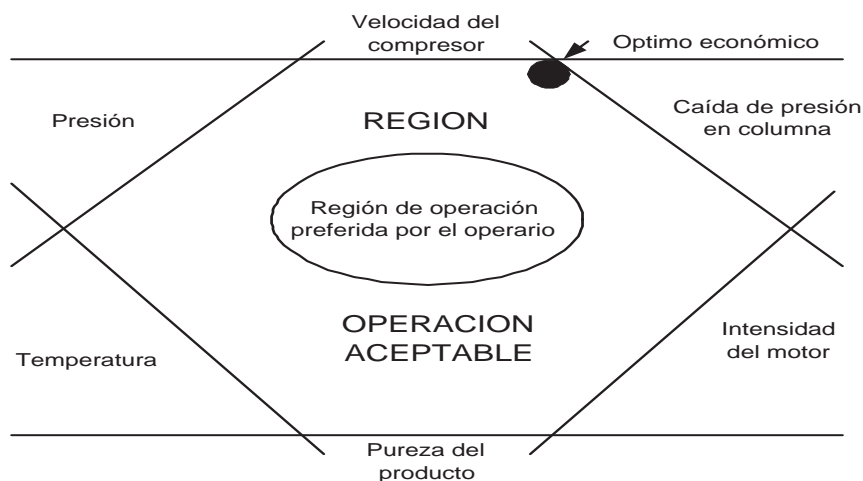 Velocidad del
compresor
Optimo económico
Presión
REGION
Caída de presión
en columna
Región de operación
preferida por el operario
OPERACION
ACEPTABLE
Temperatura
Intensidad
del motor
Pureza del
producto